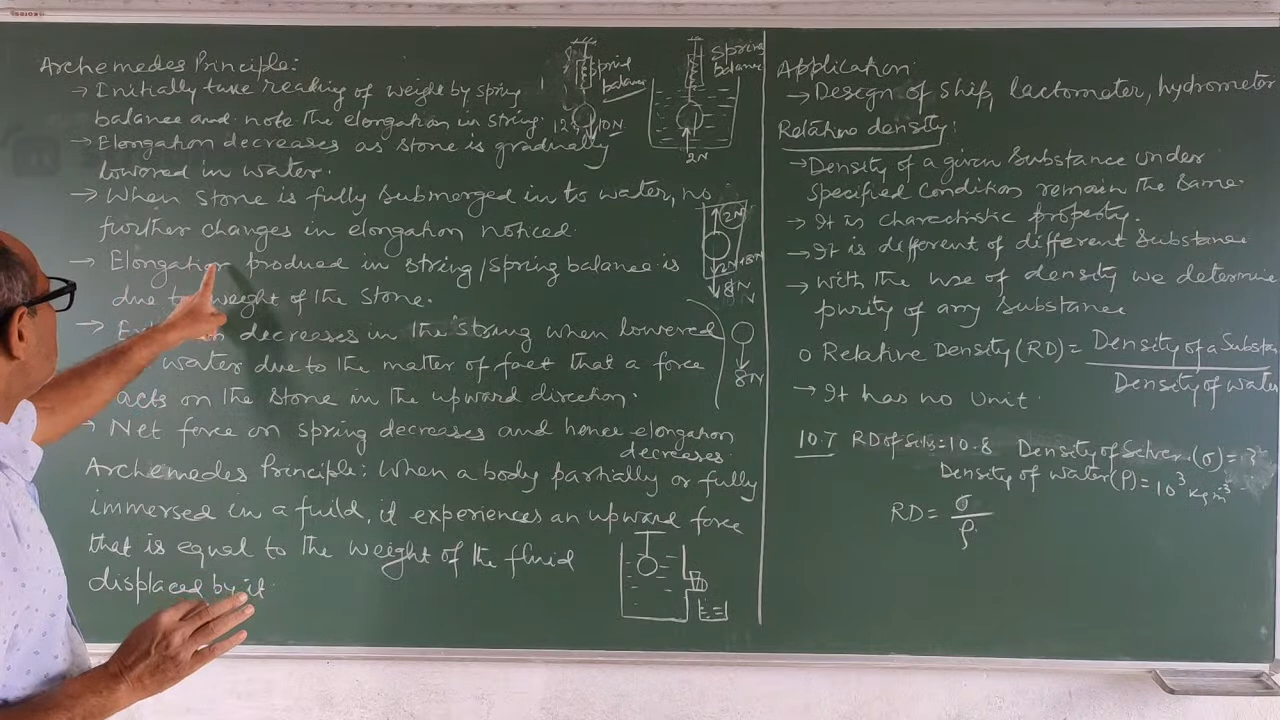 Archemedes Principle:
→ Initially take reading of weight by spring
balance and note the elongation in string.
→ Elongation decreases as stone is gradually
lowered in water.
→ When stone is fully submerged in to water, no
further changes in elongation noticed.
→ Elongation produced in string/spring balance is
due to weight of the stone.
→ decreases in the string when lowered
water due to the matter of fact that a force
acts on the stone in the upward direction.
→ Net force on spring decreases and hence elongation
decreases.
Archemedes Principle: When a body partially or fully
immersed in a fuild, it experiences an upward force
that is equal to the weight of the fluid
displaced by it.
spring
balance
10N
spring
balance
2N
2N
8N
Application:
→ Design of Ship, lactometer, hydrometer
Relative density:
→ Density of a given substance under
specified condition remain the same.
→ It is charactristic property.
→ It is different of different substance
→ with the use of density we determine
purity of any substance
o Relative Density (RD) = Density of a Substan
Density of water
→ It has no unit.
10.7 RD of Silver = 10.8 Density of Silver (σ) = ?
Density of water (ρ) = 10³ kg m⁻³
RD = σ
ρ